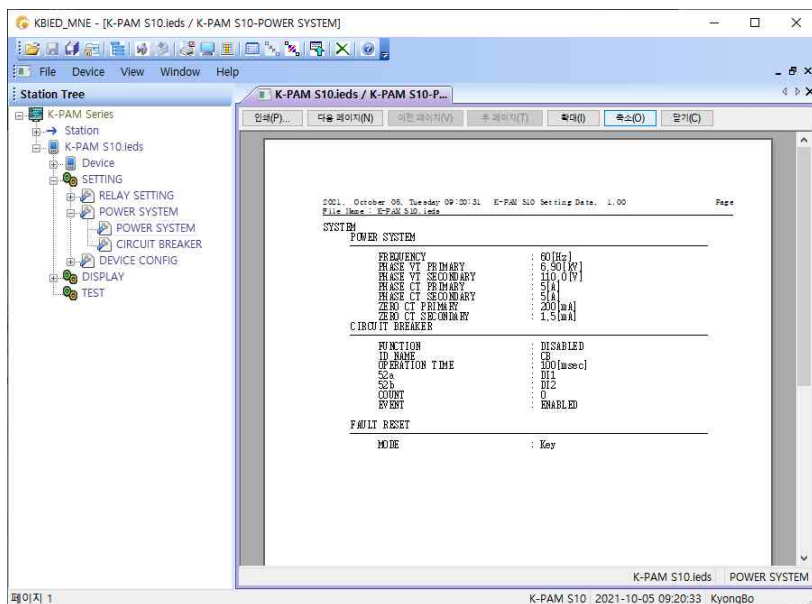 KBIED_MNE - [K-PAM S10.ieds / K-PAM S10-POWER SYSTEM]
File Device View Window Help
Station Tree
K-PAM Series
Station
K-PAM S10.ieds
Device
SETTING
RELAY SETTING
POWER SYSTEM
POWER SYSTEM
CIRCUIT BREAKER
DEVICE CONFIG
DISPLAY
TEST
K-PAM S10.ieds / K-PAM S10-P...
인쇄(P)... 다음 페이지(N) 이전 페이지(V) 두 페이지(T) 확대(I) 축소(O) 닫기(C)
2021, October 05, Tuesday 09:20:31 K-PAM S10 Setting Data, 1.00 Page
File Name : K-PAM S10.ieds
SYSTEM
POWER SYSTEM
FREQUENCY : 60[Hz]
PHASE VT PRIMARY : 6.90[kV]
PHASE VT SECONDARY : 110.0[V]
PHASE CT PRIMARY : 5[A]
PHASE CT SECONDARY : 5[A]
ZERO CT PRIMARY : 200[mA]
ZERO CT SECONDARY : 1.5[mA]
CIRCUIT BREAKER
FUNCTION : DISABLED
ID NAME : CB
OPERATION TIME : 100[msec]
52a : DI1
52b : DI2
COUNT : 0
EVENT : ENABLED
FAULT RESET
MODE : Key
K-PAM S10.ieds POWER SYSTEM
페이지 1 K-PAM S10 2021-10-05 09:20:33 KyongBo